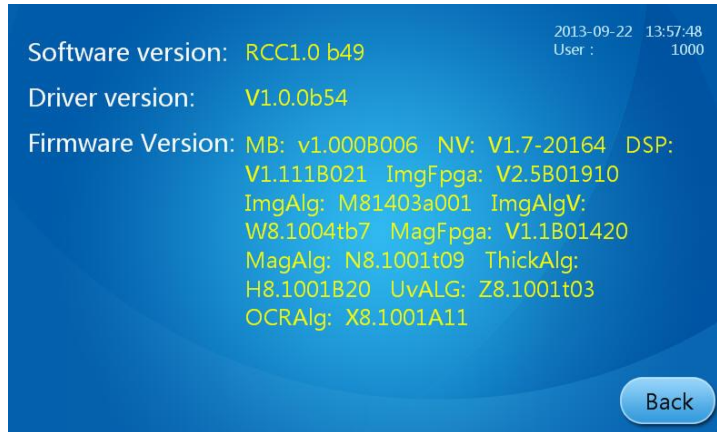 2013-09-22 13:57:48
User : 1000
Software version: RCC1.0 b49
Driver version: V1.0.0b54
Firmware Version: MB: v1.000B006 NV: V1.7-20164 DSP:
V1.111B021 ImgFpga: V2.5B01910
ImgAlg: M81403a001 ImgAlgV:
W8.1004tb7 MagFpga: V1.1B01420
MagAlg: N8.1001t09 ThickAlg:
H8.1001B20 UvALG: Z8.1001t03
OCRAlg: X8.1001A11
Back